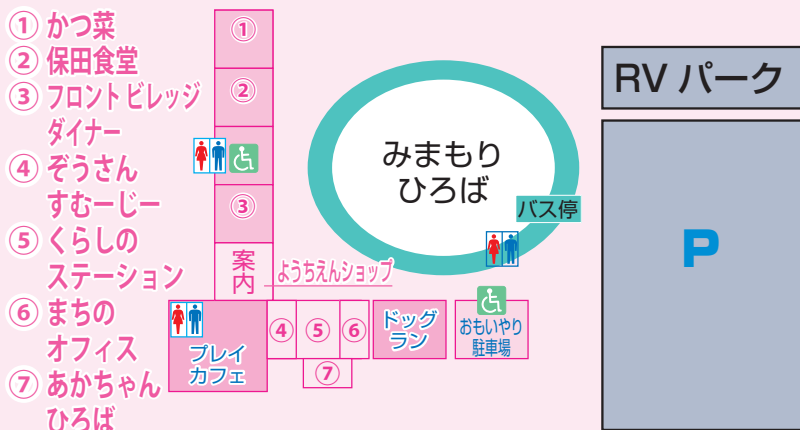 ① かつ菜
② 保田食堂
③ フロントビレッジ
ダイナー
④ ぞうさん
すむーじー
⑤ くらしの
ステーション
⑥ まちの
オフィス
⑦ あかちゃん
ひろば
①
②
③
案内
ようちえんショップ
プレイ
カフェ
④ ⑤ ⑥
⑦
ドッグ
ラン
おもいやり
駐車場
みまもり
ひろば
バス停
RV パーク
P